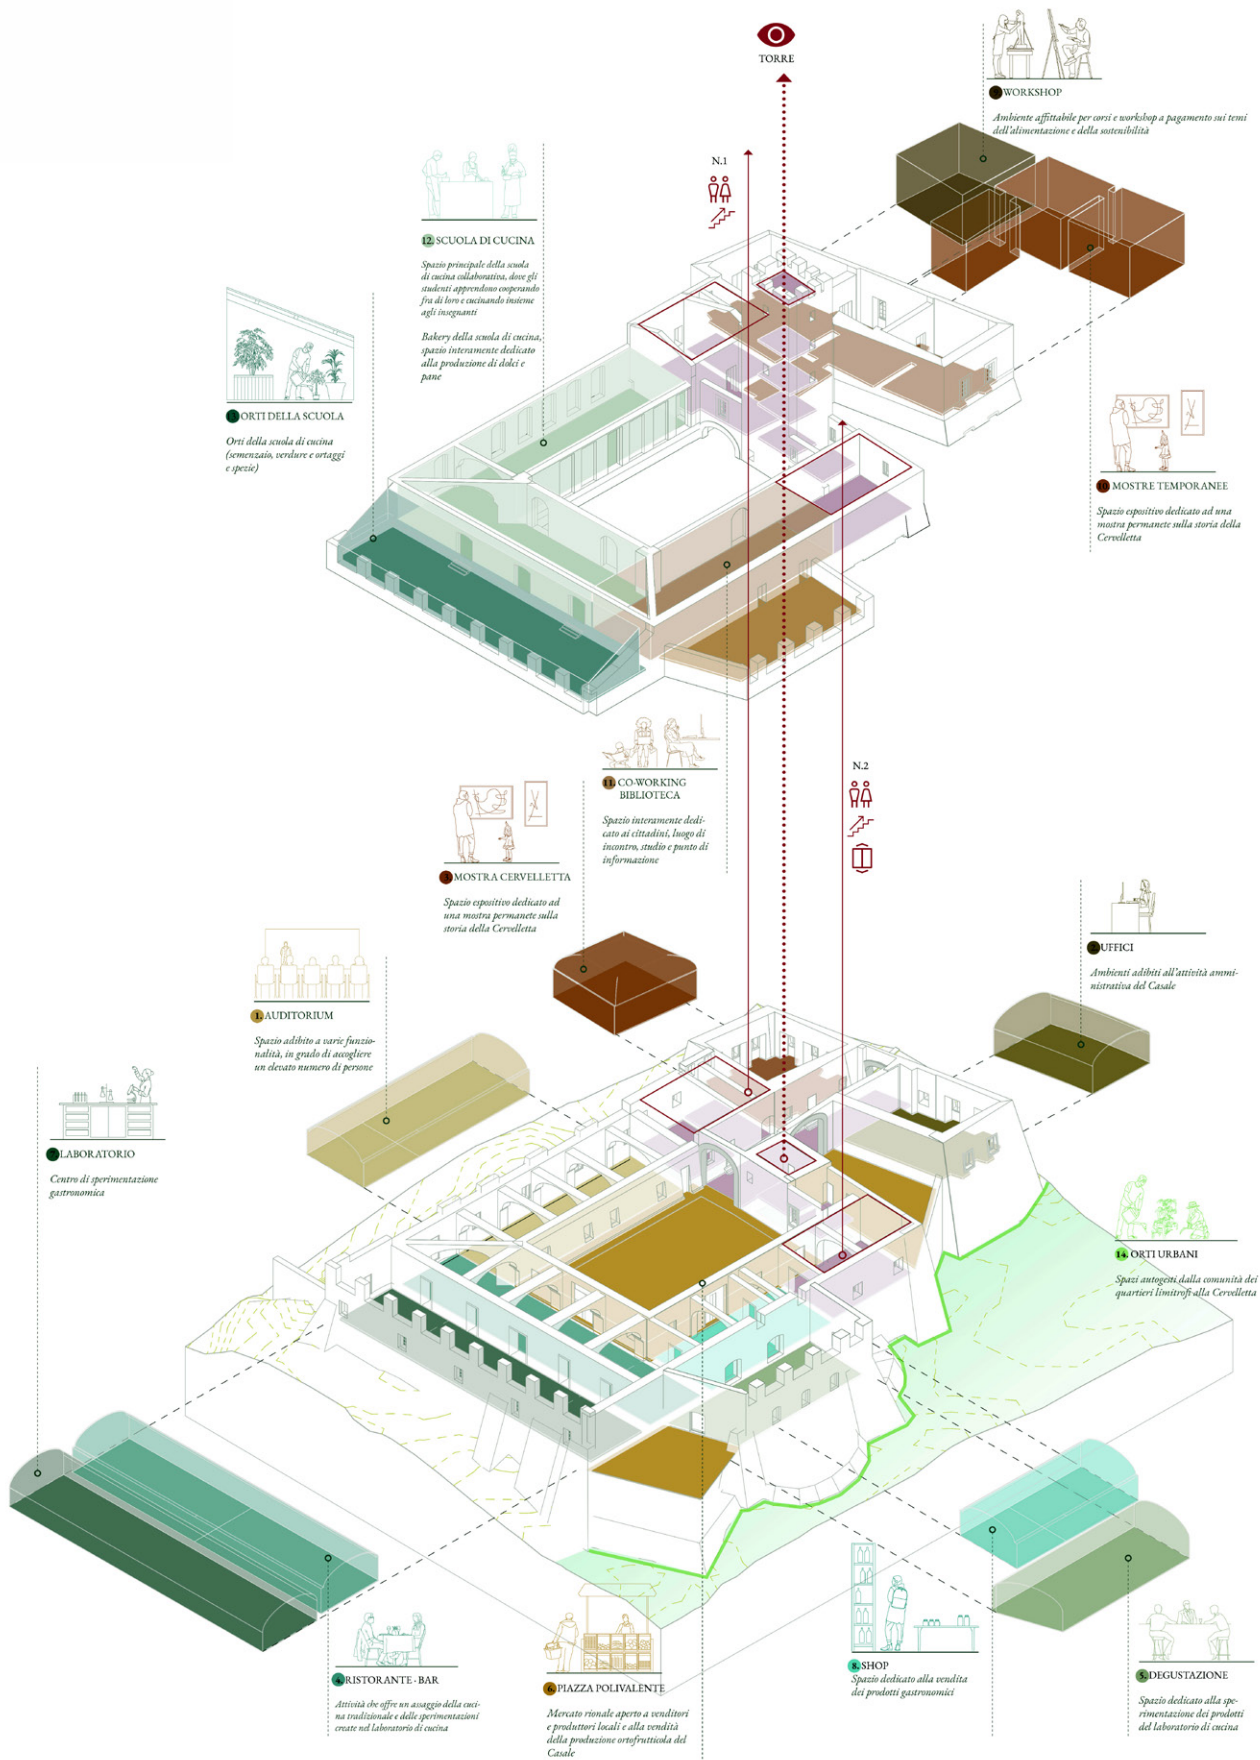 TORRE
9. WORKSHOP
Ambiente affittabile per corsi e workshop a pagamento sui temi
dell'alimentazione e della sostenibilità
N.1
12. SCUOLA DI CUCINA
Spazio principale della scuola
di cucina collaborativa, dove gli
studenti apprendono cooperando
fra di loro e cucinando insieme
agli insegnanti
Bakery della scuola di cucina,
spazio interamente dedicato
alla produzione di dolci e
pane
13. ORTI DELLA SCUOLA
Orti della scuola di cucina
(semenzaio, verdure e ortaggi
e spezie)
10. MOSTRE TEMPORANEE
Spazio espositivo dedicato ad una
mostra permanete sulla storia della
Cervelletta
11. CO-WORKING
BIBLIOTECA
Spazio interamente dedi-
cato ai cittadini, luogo di
incontro, studio e punto di
informazione
N.2
3. MOSTRA CERVELLETTA
Spazio espositivo dedicato ad
una mostra permanete sulla
storia della Cervelletta
2. UFFICI
Ambienti adibiti all'attività ammi-
nistrativa del Casale
1. AUDITORIUM
Spazio adibito a varie funzio-
nalità, in grado di accogliere
un elevato numero di persone
7. LABORATORIO
Centro di sperimentazione
gastronomica
14. ORTI URBANI
Spazi autogesti dalla comunità dei
quartieri limitrofi alla Cervelletta
4. RISTORANTE - BAR
Attività che offre un assaggio della cuci-
na tradizionale e delle sperimentazioni
create nel laboratorio di cucina
6. PIAZZA POLIVALENTE
Mercato rionale aperto a venditori
e produttori locali e alla vendità
della produzione ortofrutticola del
Casale
8. SHOP
Spazio dedicato alla vendita
dei prodotti gastronomici
5. DEGUSTAZIONE
Spazio dedicato alla spe-
rimentazione dei prodotti
del laboratorio di cucina